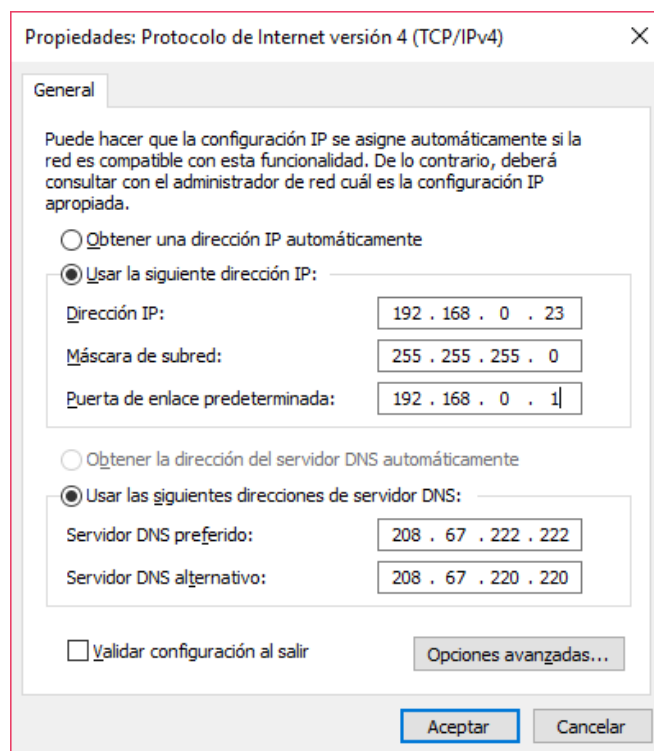 Propiedades: Protocolo de Internet versión 4 (TCP/IPv4)
General
Puede hacer que la configuración IP se asigne automáticamente si la
red es compatible con esta funcionalidad. De lo contrario, deberá
consultar con el administrador de red cuál es la configuración IP
apropiada.
Obtener una dirección IP automáticamente
Usar la siguiente dirección IP:
Dirección IP: 192 . 168 . 0 . 23
Máscara de subred: 255 . 255 . 255 . 0
Puerta de enlace predeterminada: 192 . 168 . 0 . 1
Obtener la dirección del servidor DNS automáticamente
Usar las siguientes direcciones de servidor DNS:
Servidor DNS preferido: 208 . 67 . 222 . 222
Servidor DNS alternativo: 208 . 67 . 220 . 220
Validar configuración al salir Opciones avanzadas...
Aceptar Cancelar